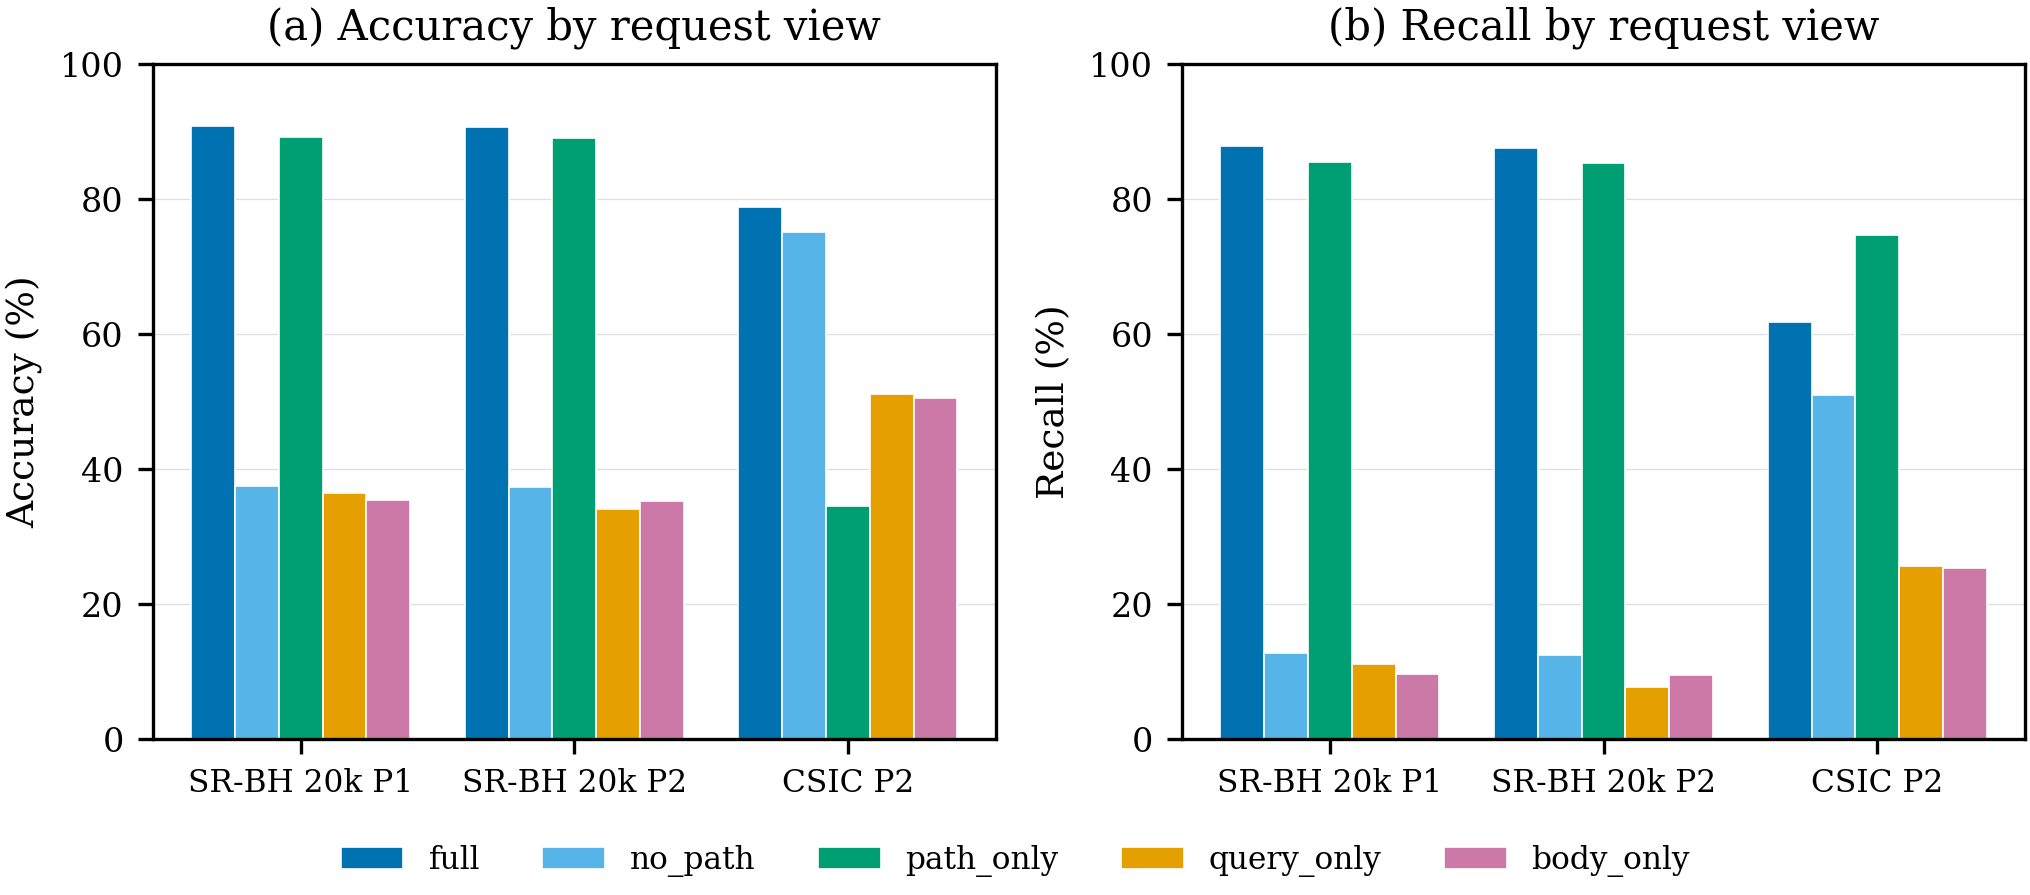 (a) Accuracy by request view
100
80
60
40
20
0
Accuracy (%)
SR-BH 20k P1
SR-BH 20k P2
CSIC P2
(b) Recall by request view
100
80
60
40
20
0
Recall (%)
SR-BH 20k P1
SR-BH 20k P2
CSIC P2
full
no_path
path_only
query_only
body_only